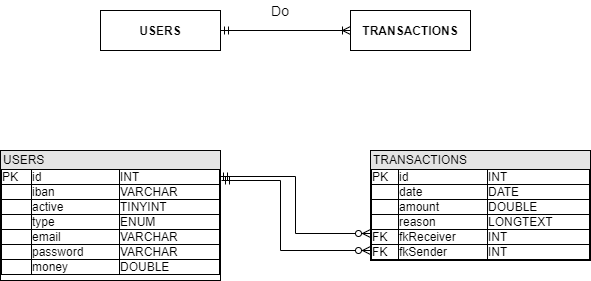 Do
USERS
TRANSACTIONS
USERS
PK id INT
iban VARCHAR
active TINYINT
type ENUM
email VARCHAR
password VARCHAR
money DOUBLE
TRANSACTIONS
PK id INT
date DATE
amount DOUBLE
reason LONGTEXT
FK fkReceiver INT
FK fkSender INT